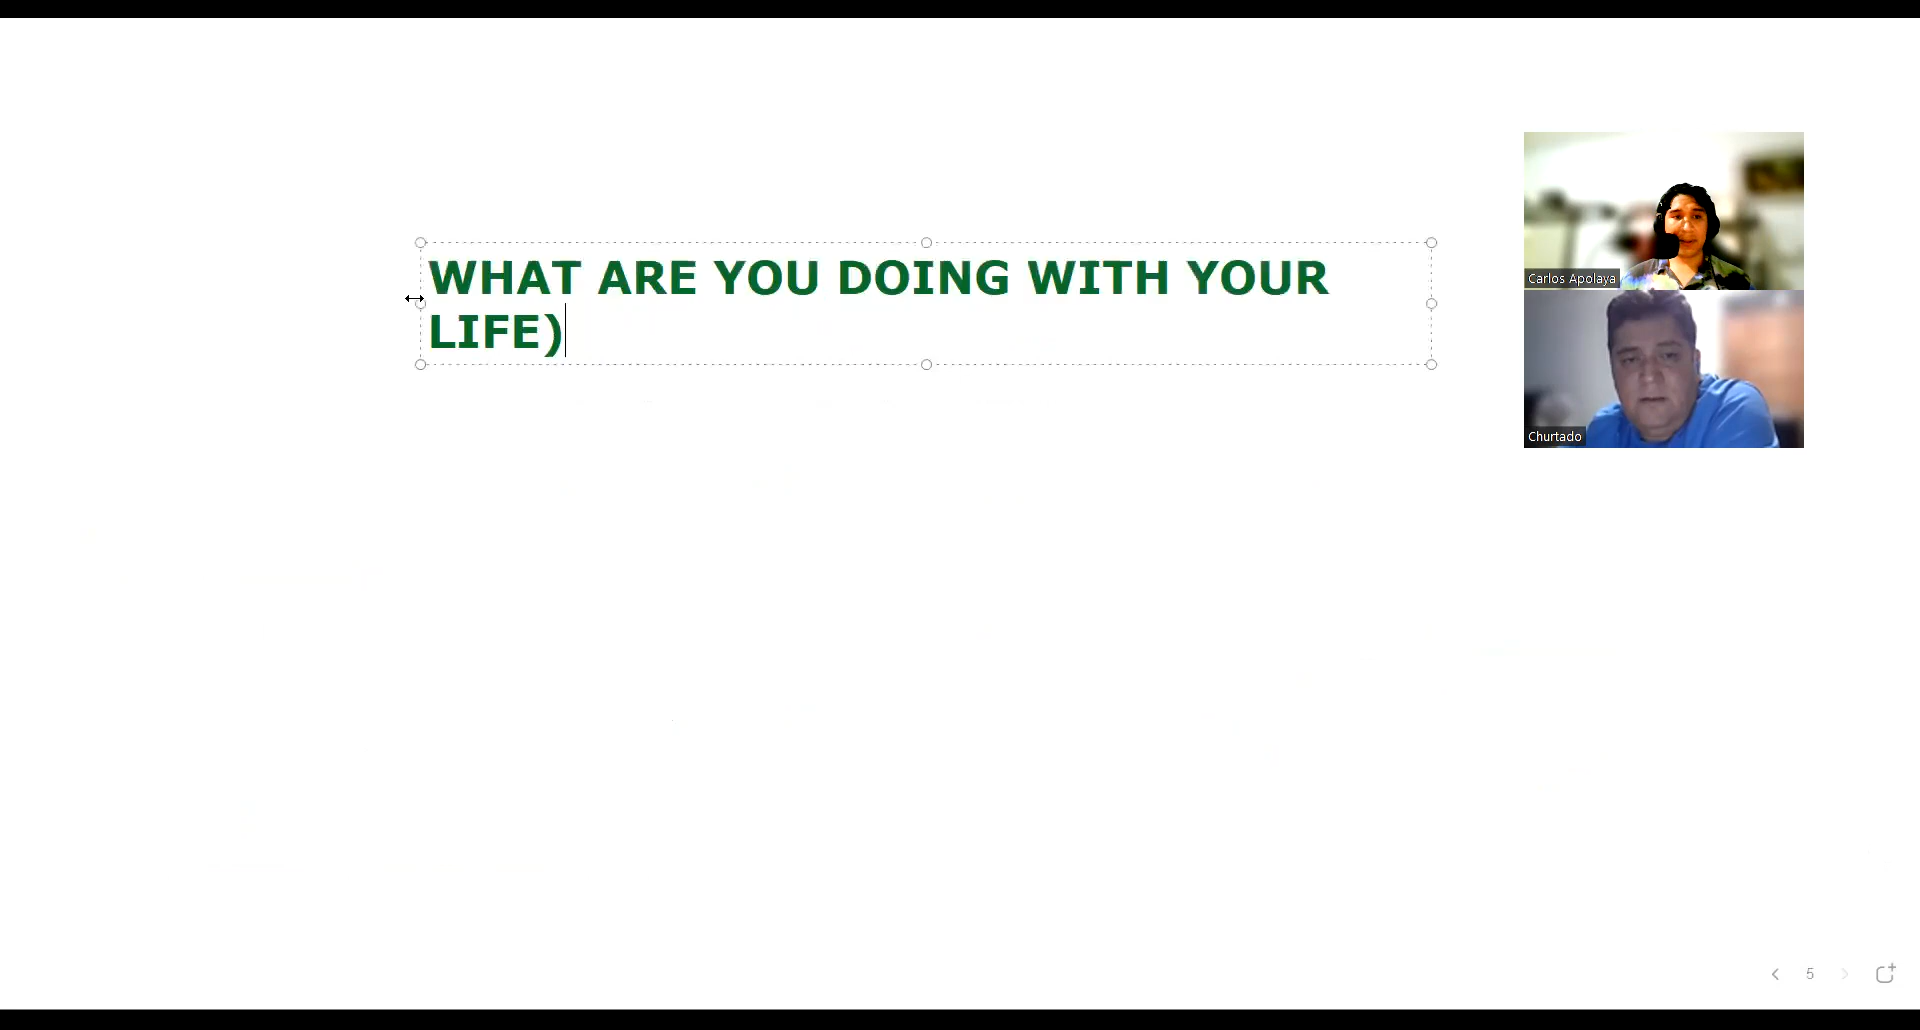 WHAT ARE YOU DOING WITH YOUR
LIFE)
Carlos Apolaya
Churtado
5